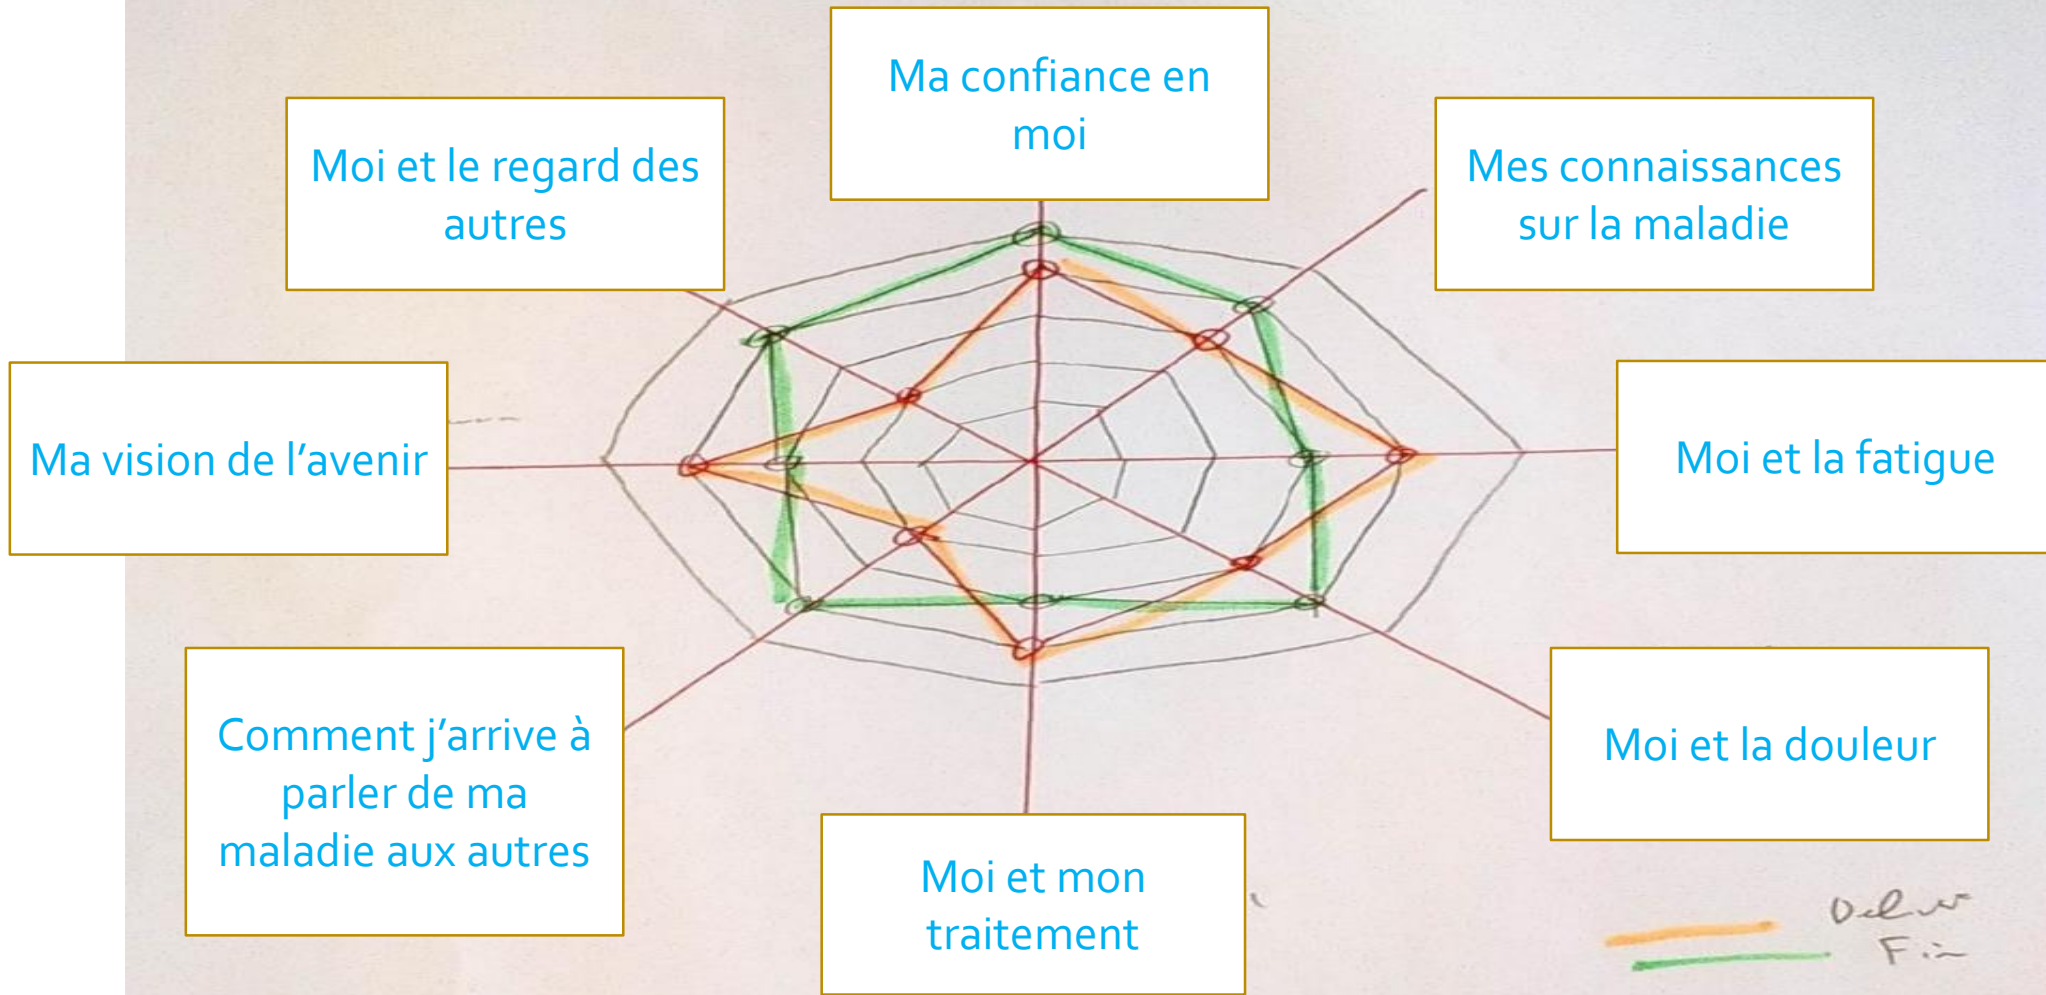 Ma confiance en
moi
Moi et le regard des
autres
Mes connaissances
sur la maladie
Ma vision de l'avenir
Moi et la fatigue
Comment j'arrive à
parler de ma
maladie aux autres
Moi et la douleur
Moi et mon
traitement
Fin